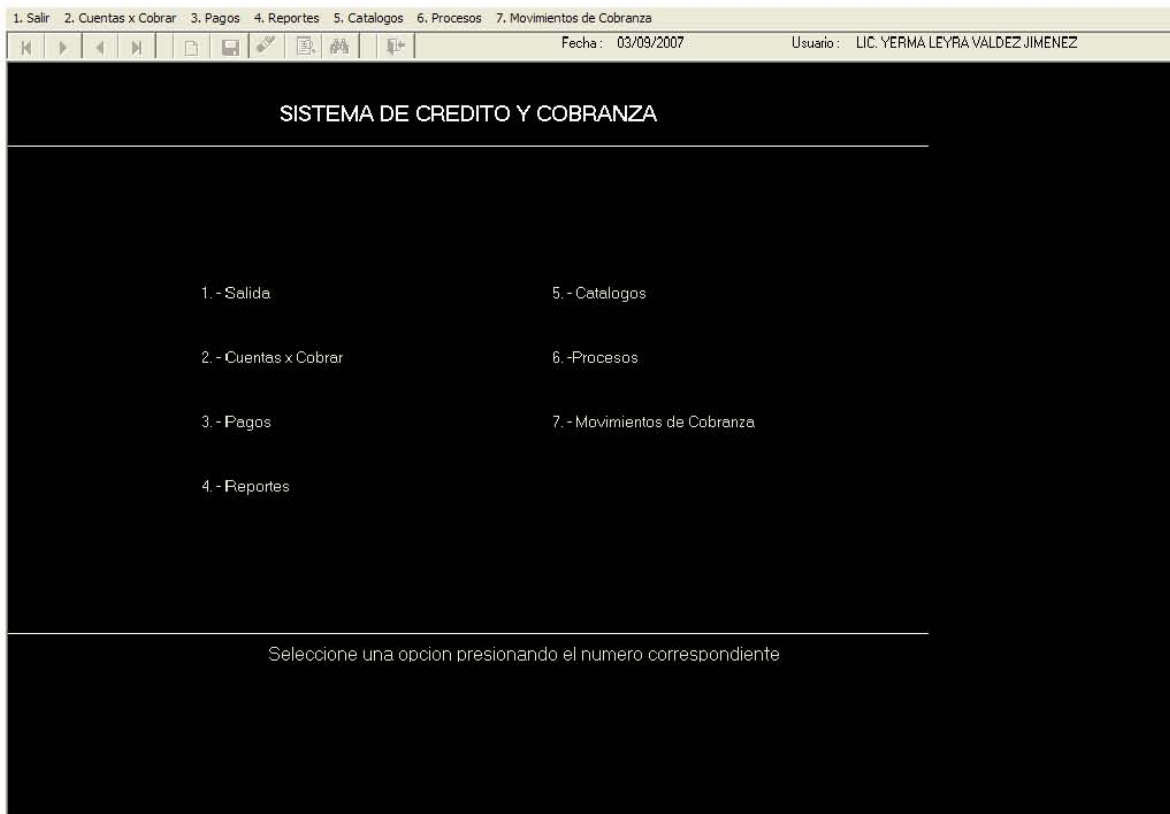 1. Salir 2. Cuentas x Cobrar 3. Pagos 4. Reportes 5. Catalogos 6. Procesos 7. Movimientos de Cobranza
Fecha : 03/09/2007 Usuario : LIC. YERMA LEYRA VALDEZ JIMENEZ
SISTEMA DE CREDITO Y COBRANZA
1. - Salida 5. - Catalogos
2. - Cuentas x Cobrar 6. -Procesos
3. - Pagos 7. - Movimientos de Cobranza
4. - Reportes
Seleccione una opcion presionando el numero correspondiente